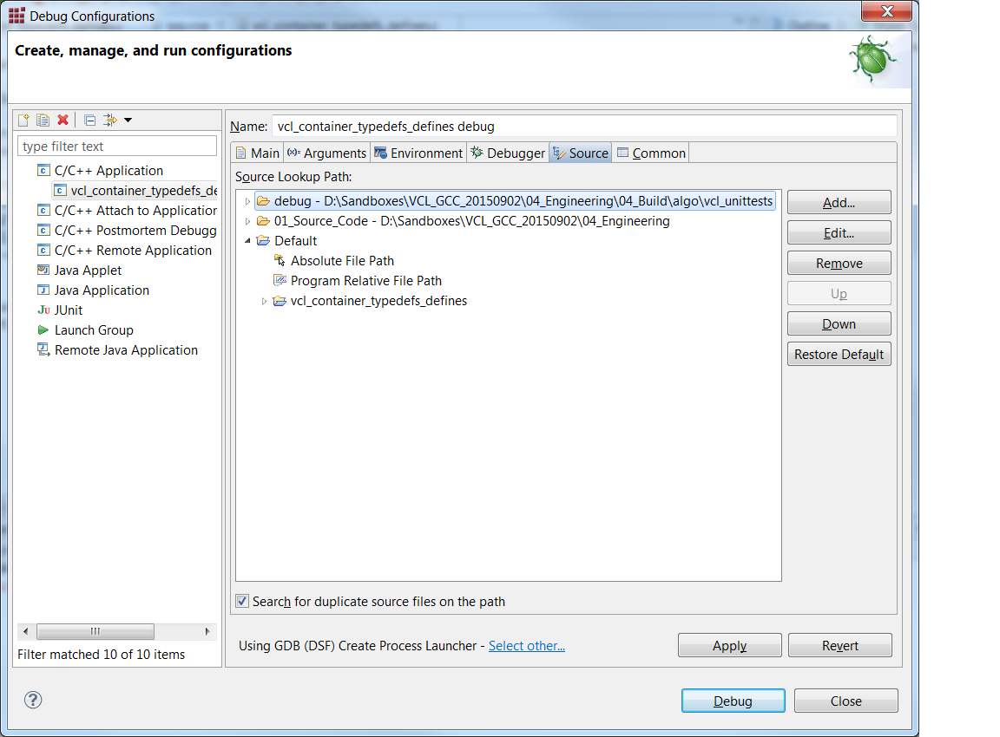 Debug Configurations
Create, manage, and run configurations
type filter text
C/C++ Application
vcl_container_typedefs_de
C/C++ Attach to Application
C/C++ Postmortem Debugg
C/C++ Remote Application
Java Applet
Java Application
JUnit
Launch Group
Remote Java Application
Filter matched 10 of 10 items
Name: vcl_container_typedefs_defines debug
Main Arguments Environment Debugger Source Common
Source Lookup Path:
debug - D:\Sandboxes\VCL_GCC_20150902\04_Engineering\04_Build\algo\vcl_unittests
01_Source_Code - D:\Sandboxes\VCL_GCC_20150902\04_Engineering
Default
Absolute File Path
Program Relative File Path
vcl_container_typedefs_defines
Add...
Edit...
Remove
Up
Down
Restore Default
Search for duplicate source files on the path
Using GDB (DSF) Create Process Launcher - Select other...
Apply Revert
Debug Close